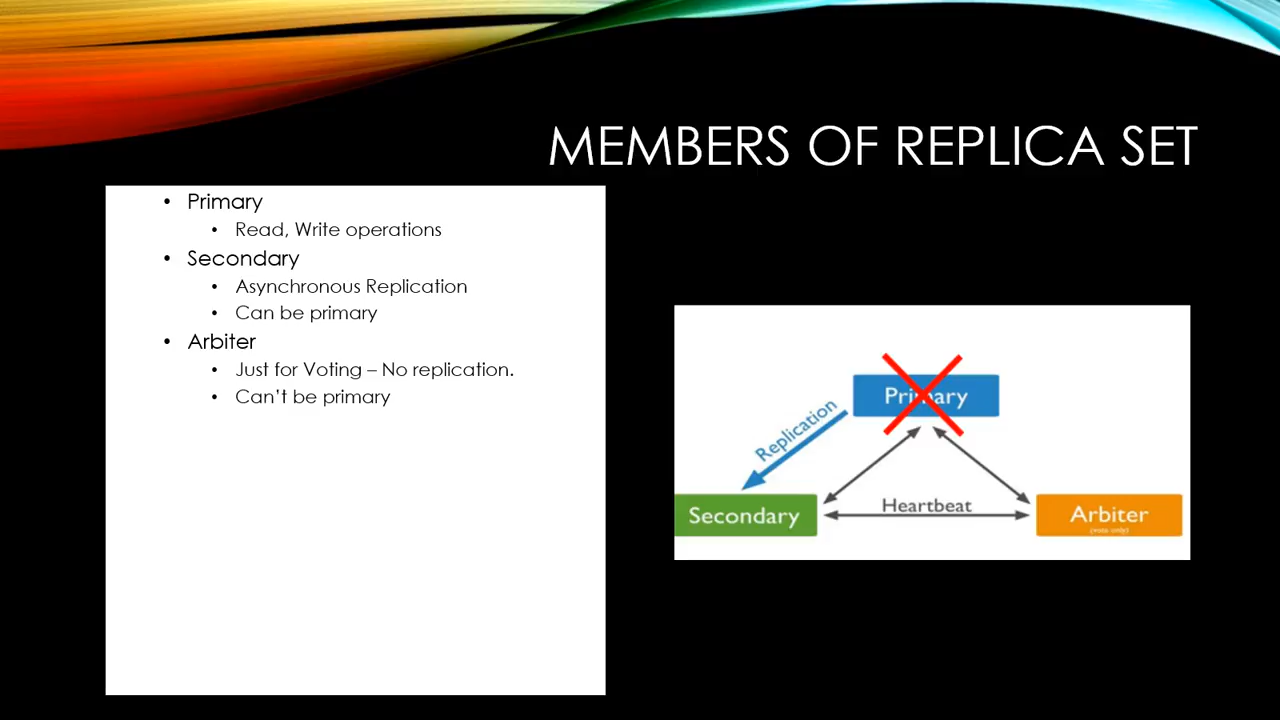 MEMBERS OF REPLICA SET
• Primary
• Read, Write operations
• Secondary
• Asynchronous Replication
• Can be primary
• Arbiter
• Just for Voting – No replication.
• Can't be primary
Primary
Replication
Secondary
Heartbeat
Arbiter
(vote only)